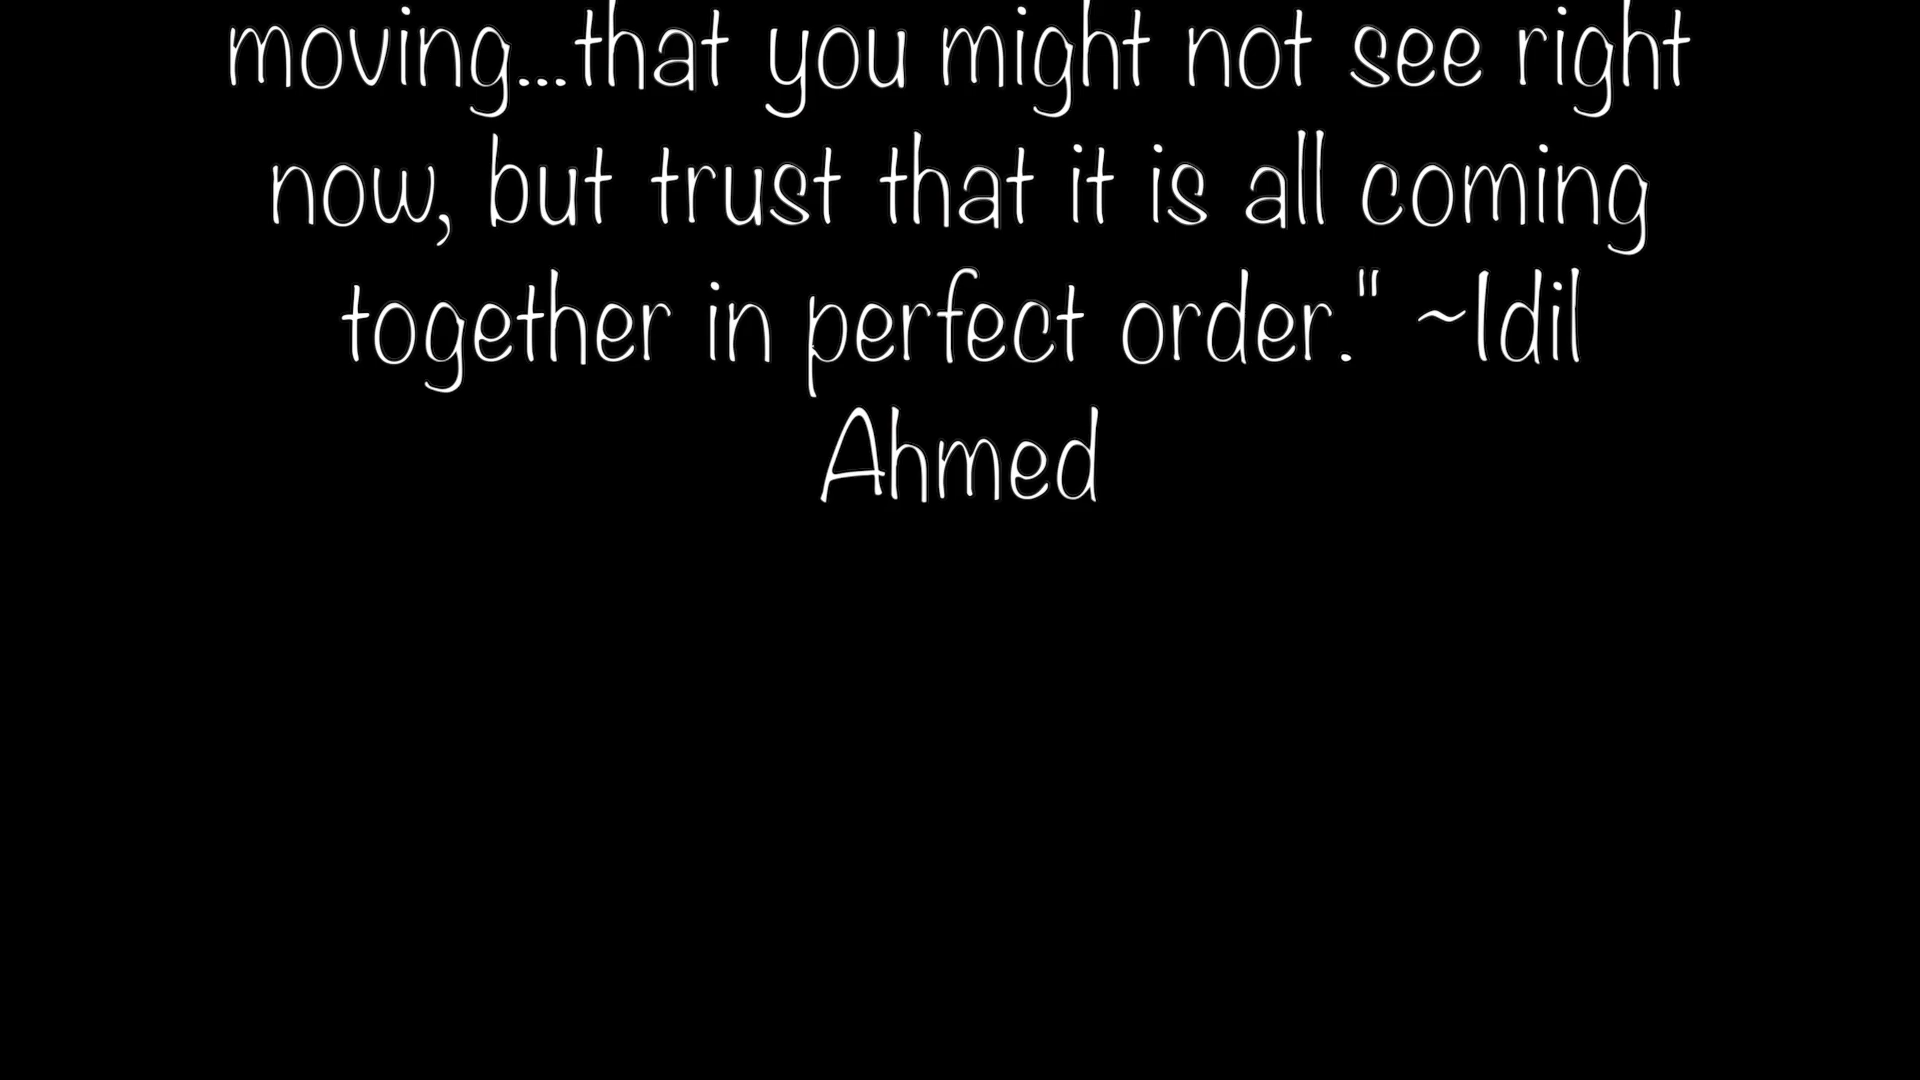 moving...that you might not see right
now, but trust that it is all coming
together in perfect order." ~Idil
Ahmed